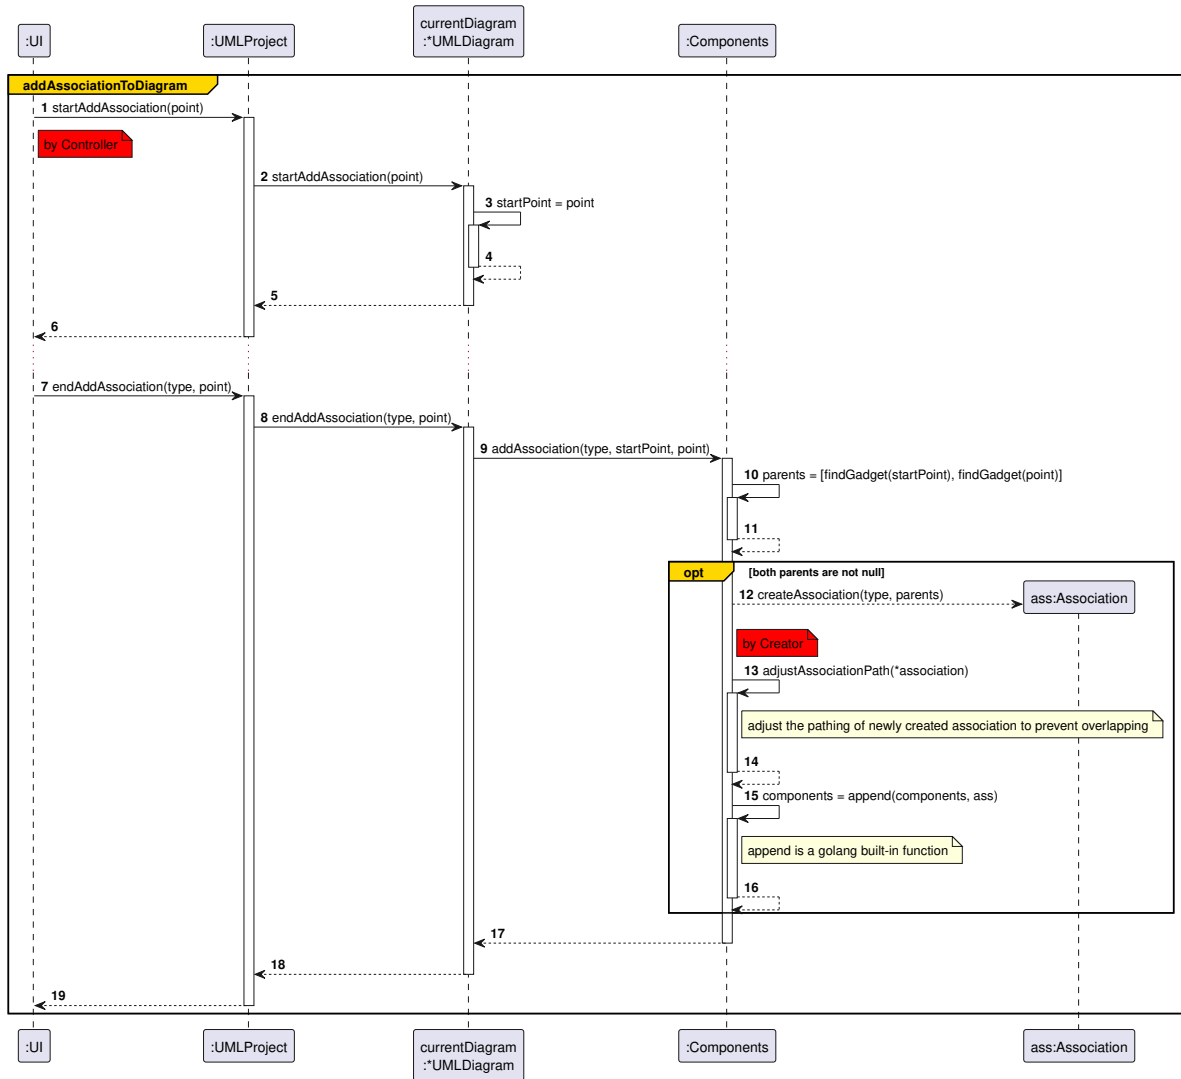 :UI
:UMLProject
currentDiagram
:*UMLDiagram
:Components
addAssociationToDiagram
1 startAddAssociation(point)
by Controller
2 startAddAssociation(point)
3 startPoint = point
4
5
6
7 endAddAssociation(type, point)
8 endAddAssociation(type, point)
9 addAssociation(type, startPoint, point)
10 parents = [findGadget(startPoint), findGadget(point)]
11
opt
[both parents are not null]
12 createAssociation(type, parents)
ass:Association
by Creator
13 adjustAssociationPath(*association)
adjust the pathing of newly created association to prevent overlapping
14
15 components = append(components, ass)
append is a golang built-in function
16
17
18
19
:UI
:UMLProject
currentDiagram
:*UMLDiagram
:Components
ass:Association